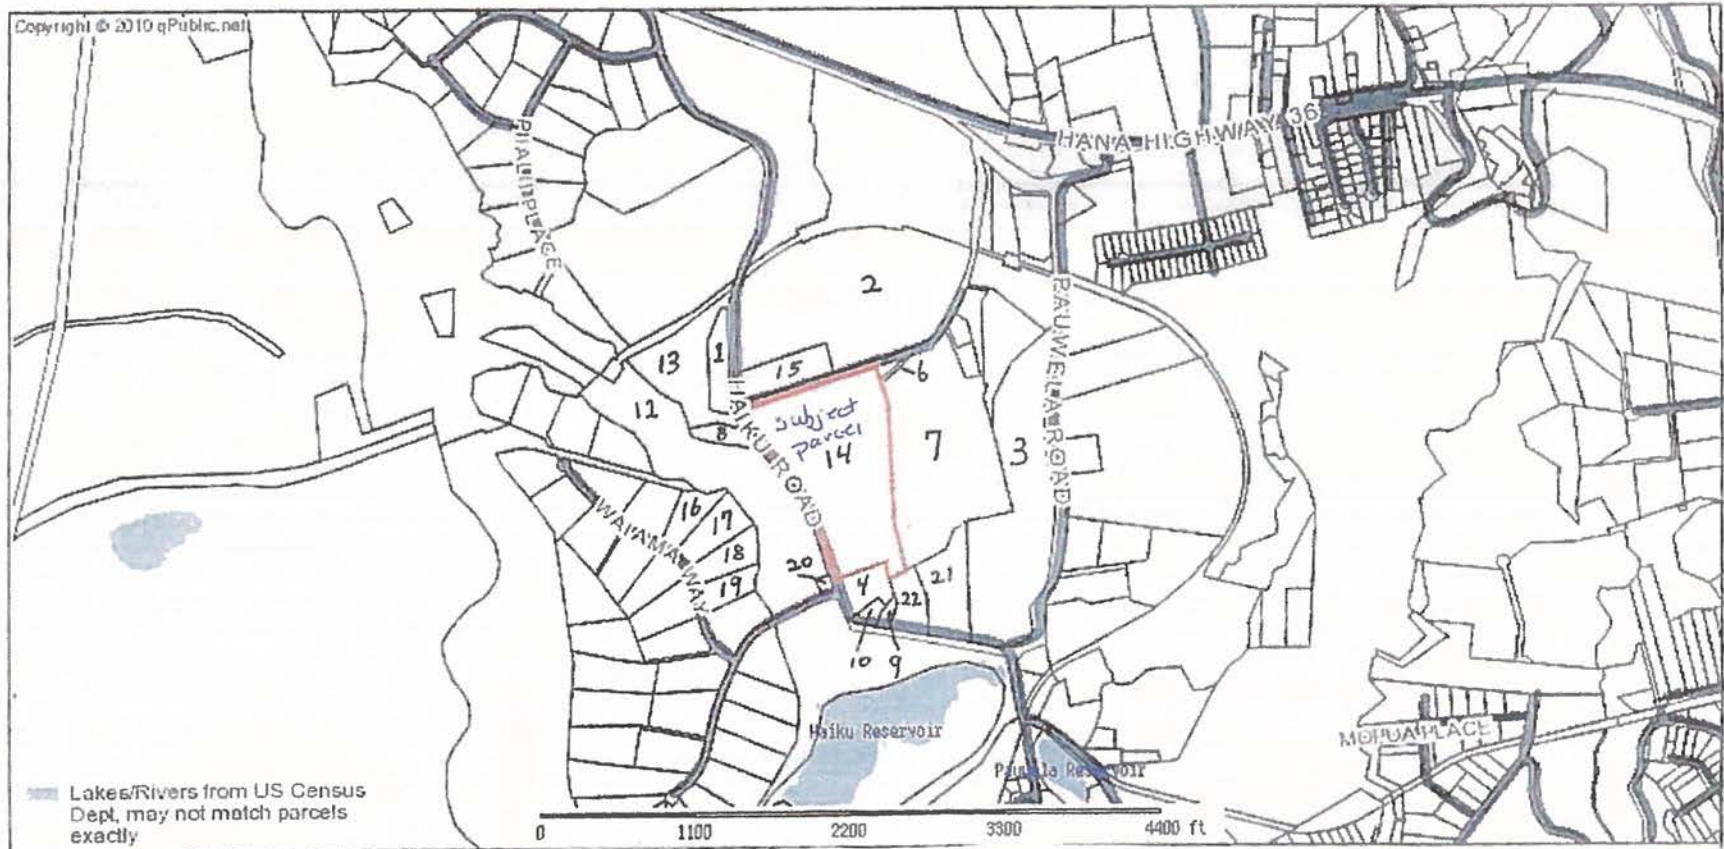 Copyright © 2010 qPublic.net
HANA HIGHWAY 36
PIALII PLACE
2
PAUWELA ROAD
13
1
15
6
12
HAIKU ROAD
8
subject
parcel
14
7
3
16
17
WAIAMA WAY
18
19
20
4
21
22
10
9
Haiku Reservoir
MOPUA PLACE
Pauwela Reservoir
Lakes/Rivers from US Census
Dept, may not match parcels
exactly
0 1100 2200 3300 4400 ft